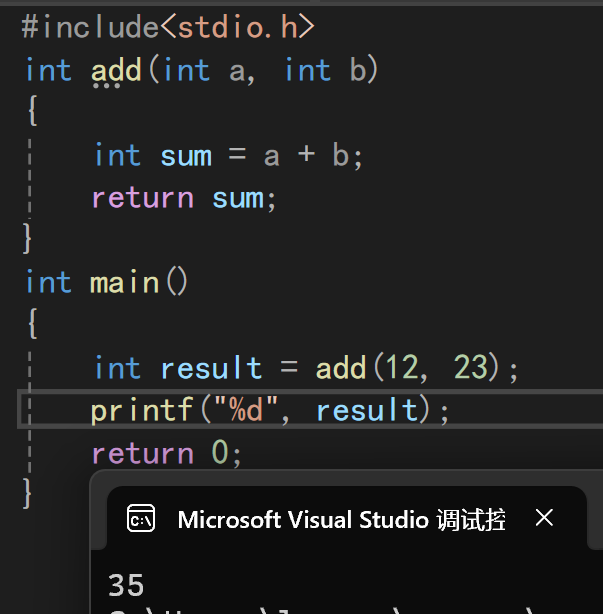 #include<stdio.h>
int add(int a, int b)
{
    int sum = a + b;
    return sum;
}
int main()
{
    int result = add(12, 23);
    printf("%d", result);
    return 0;
}
C:\
Microsoft Visual Studio 调试控
35